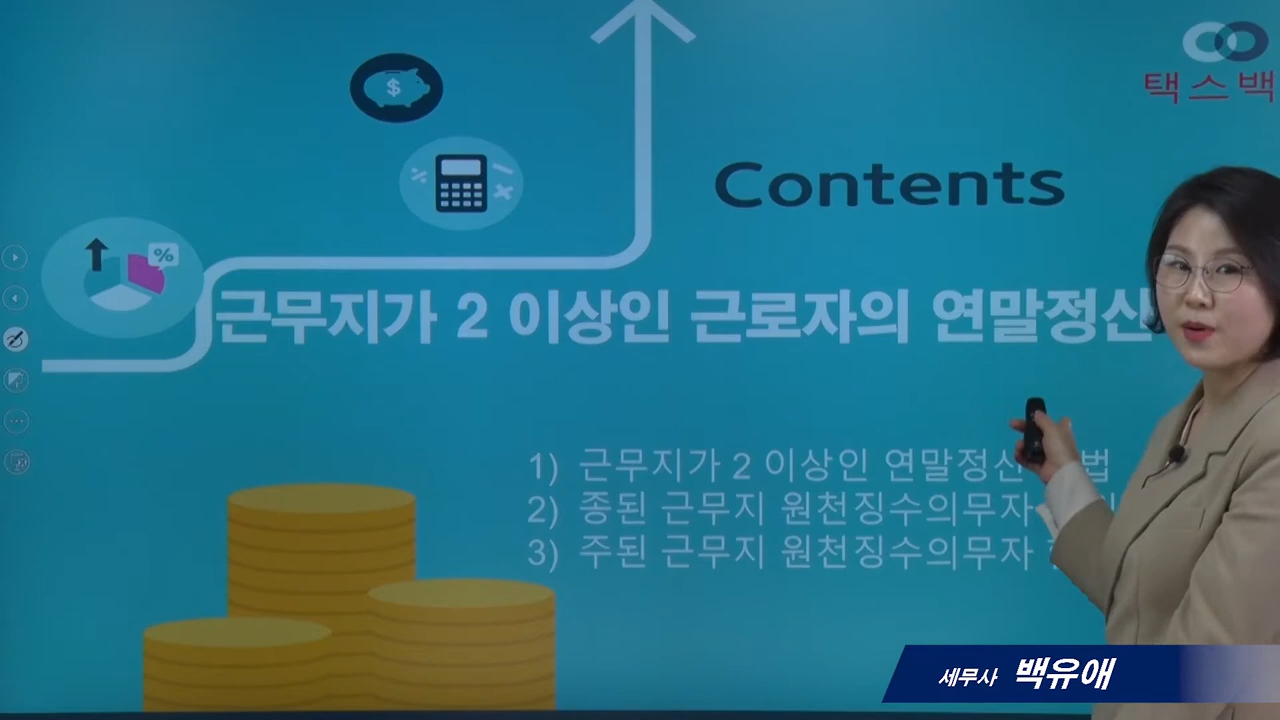 택스백
Contents
%
$
근무지가 2 이상인 근로자의 연말정산
1) 근무지가 2 이상인 연말정산 법
2) 종된 근무지 원천징수의무자
3) 주된 근무지 원천징수의무자
세무사 백유애